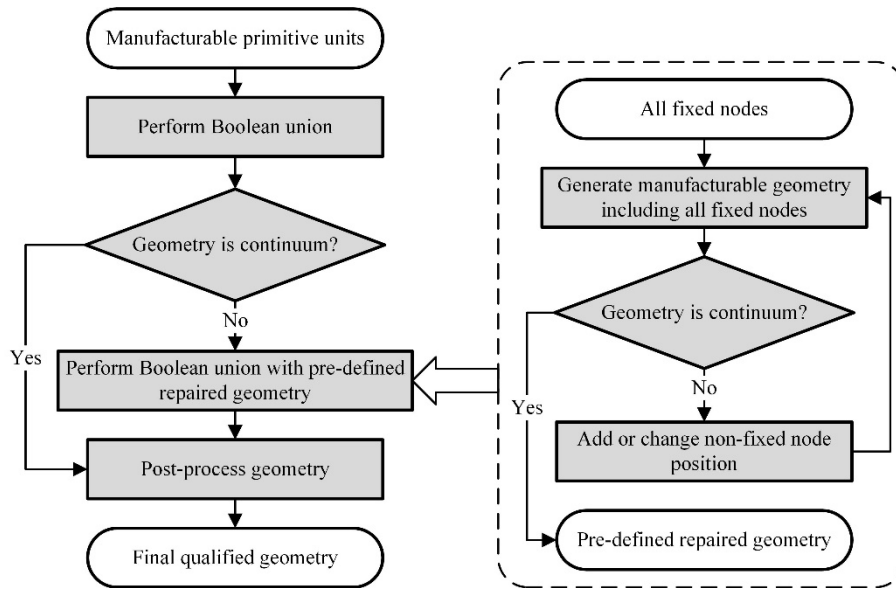 Manufacturable primitive units
Perform Boolean union
Geometry is continuum?
No
Yes
Perform Boolean union with pre-defined
repaired geometry
Post-process geometry
Final qualified geometry
All fixed nodes
Generate manufacturable geometry
including all fixed nodes
Geometry is continuum?
No
Yes
Add or change non-fixed node
position
Pre-defined repaired geometry